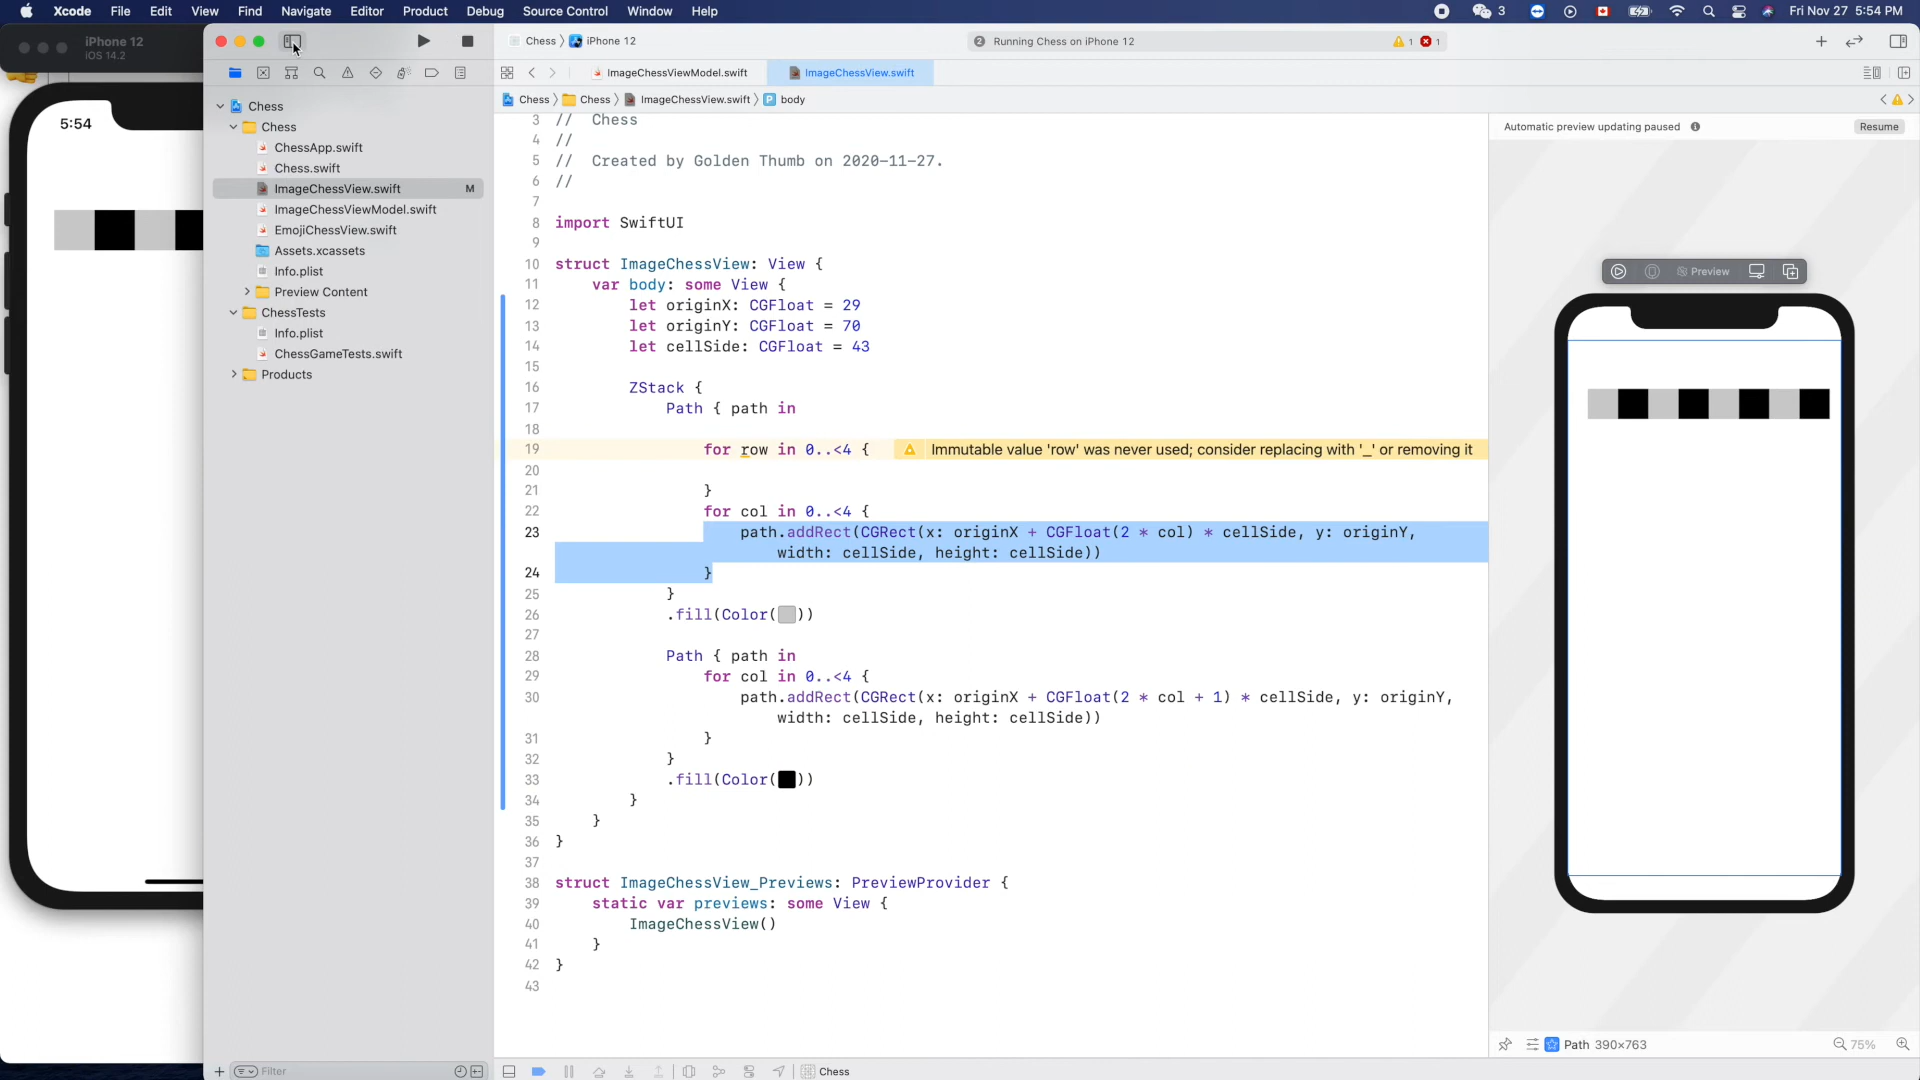 Xcode File Edit View Find Navigate Editor Product Debug Source Control Window Help
3 Fri Nov 27 5:54 PM
iPhone 12
iOS 14.2
Chess iPhone 12
2 Running Chess on iPhone 12
1 1
ImageChessViewModel.swift ImageChessView.swift
Chess Chess ImageChessView.swift P body
5:54
Chess
Chess
ChessApp.swift
Chess.swift
ImageChessView.swift M
ImageChessViewModel.swift
EmojiChessView.swift
Assets.xcassets
Info.plist
Preview Content
ChessTests
Info.plist
ChessGameTests.swift
Products
3 // Chess
4 //
5 // Created by Golden Thumb on 2020-11-27.
6 //
7
8 import SwiftUI
9
10 struct ImageChessView: View {
11 var body: some View {
12 let originX: CGFloat = 29
13 let originY: CGFloat = 70
14 let cellSide: CGFloat = 43
15
16 ZStack {
17 Path { path in
18
19 for row in 0..<4 { Immutable value 'row' was never used; consider replacing with '_' or removing it
20
21 }
22 for col in 0..<4 {
23 path.addRect(CGRect(x: originX + CGFloat(2 * col) * cellSide, y: originY,
width: cellSide, height: cellSide))
24 }
25 }
26 .fill(Color( ))
27
28 Path { path in
29 for col in 0..<4 {
30 path.addRect(CGRect(x: originX + CGFloat(2 * col + 1) * cellSide, y: originY,
width: cellSide, height: cellSide))
31 }
32 }
33 .fill(Color( ))
34 }
35 }
36 }
37
38 struct ImageChessView_Previews: PreviewProvider {
39 static var previews: some View {
40 ImageChessView()
41 }
42 }
43
Automatic preview updating paused Resume
Preview
Path 390×763 75%
Filter
Chess